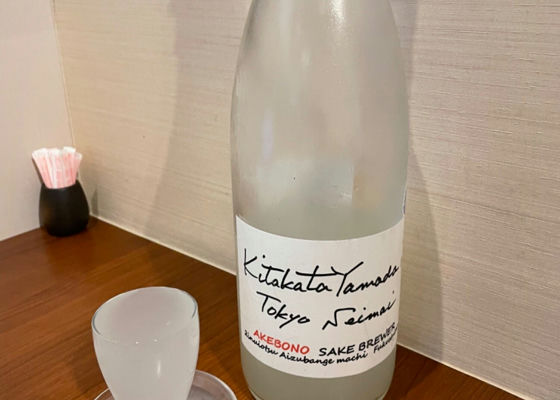 Kitakata Yamada
Tokyo Seimai
AKEBONO SAKE BREWER
Aizubange machi